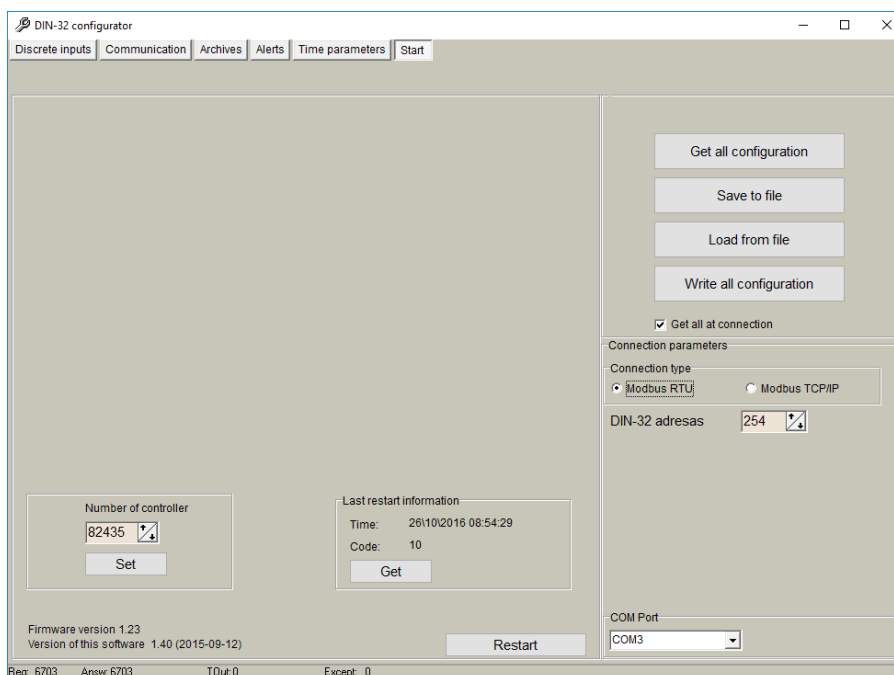 DIN-32 configurator
Discrete inputs Communication Archives Alerts Time parameters Start
Get all configuration
Save to file
Load from file
Write all configuration
Get all at connection
Connection parameters
Connection type
Modbus RTU Modbus TCP/IP
DIN-32 adresas 254
Number of controller
82435
Set
Last restart information
Time: 26\10\2016 08:54:29
Code: 10
Get
Firmware version 1.23
Version of this software 1.40 (2015-09-12)
Restart
COM Port
COM3
Req: 6703 Answ: 6703 TOut: 0 Except: 0